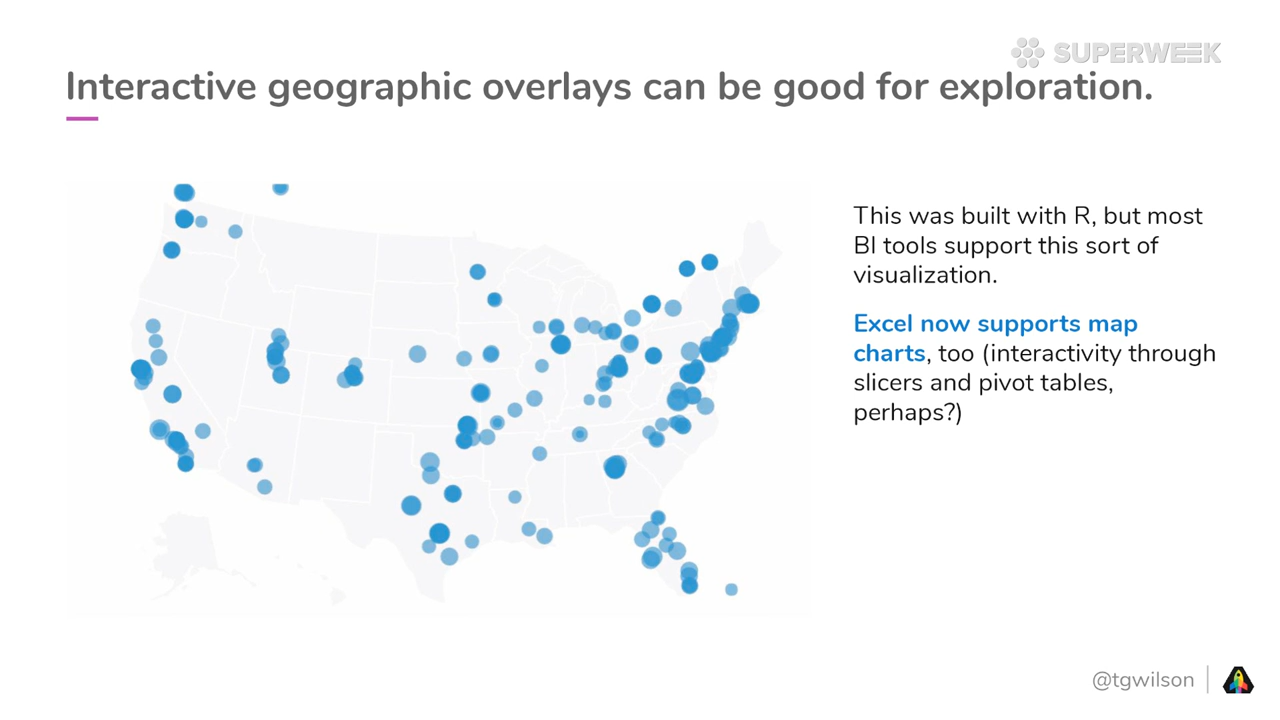 SUPERWEEK
Interactive geographic overlays can be good for exploration.
This was built with R, but most
BI tools support this sort of
visualization.
Excel now supports map
charts, too (interactivity through
slicers and pivot tables,
perhaps?)
@tgwilson